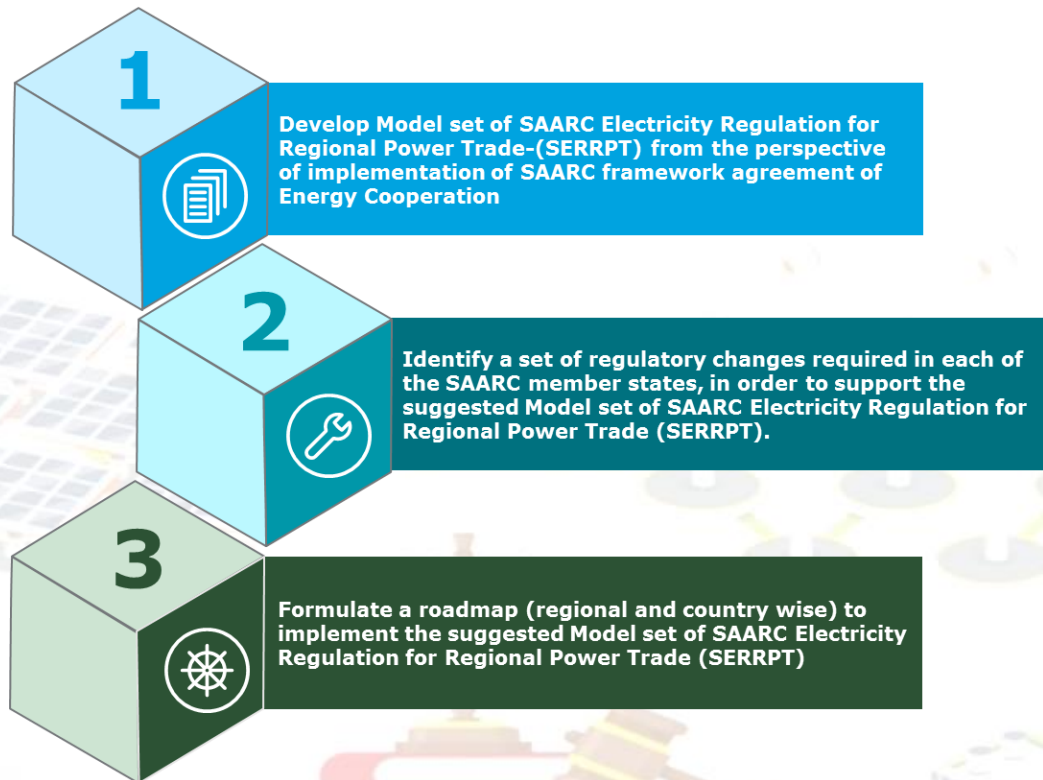 1
Develop Model set of SAARC Electricity Regulation for
Regional Power Trade-(SERRPT) from the perspective
of implementation of SAARC framework agreement of
Energy Cooperation
2
Identify a set of regulatory changes required in each of
the SAARC member states, in order to support the
suggested Model set of SAARC Electricity Regulation for
Regional Power Trade (SERRPT).
3
Formulate a roadmap (regional and country wise) to
implement the suggested Model set of SAARC Electricity
Regulation for Regional Power Trade (SERRPT)